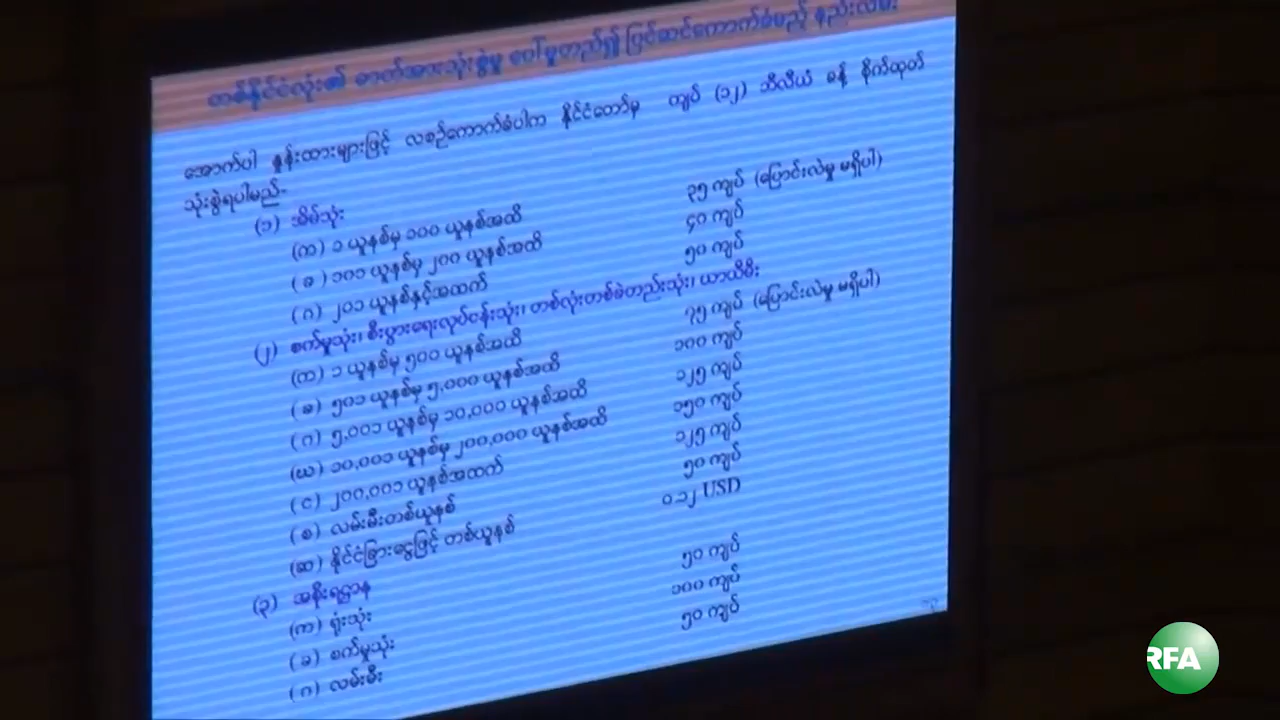 တစ်နိုင်ငံလုံး၏ ဓာတ်အားသုံးစွဲမှု ပေါ်မူတည်၍ ပြင်ဆင်ကောက်ခံမည့် နည်းလမ်း
အောက်ပါ နှုန်းထားများဖြင့် လစဉ်ကောက်ခံပါက နိုင်ငံတော်မှ ကျပ် (၁၂) ဘီလီယံ ခန့် စိုက်ထုတ်
သုံးစွဲရပါမည်-
(၁) အိမ်သုံး
(က) ၁ ယူနစ်မှ ၁၀၀ ယူနစ်အထိ ၃၅ ကျပ် (ပြောင်းလဲမှု မရှိပါ)
(ခ) ၁၀၁ ယူနစ်မှ ၂၀၀ ယူနစ်အထိ ၄၀ ကျပ်
(ဂ) ၂၀၁ ယူနစ်နှင့်အထက် ၅၀ ကျပ်
(၂) စက်မှုသုံး၊ စီးပွားရေးလုပ်ငန်းသုံး၊ တစ်လုံးတစ်ခဲတည်းသုံး၊ ယာယီမီး
(က) ၁ ယူနစ်မှ ၅၀၀ ယူနစ်အထိ ၇၅ ကျပ် (ပြောင်းလဲမှု မရှိပါ)
(ခ) ၅၀၁ ယူနစ်မှ ၅,၀၀၀ ယူနစ်အထိ ၁၀၀ ကျပ်
(ဂ) ၅,၀၀၁ ယူနစ်မှ ၁၀,၀၀၀ ယူနစ်အထိ ၁၂၅ ကျပ်
(ဃ) ၁၀,၀၀၁ ယူနစ်မှ ၂၀၀,၀၀၀ ယူနစ်အထိ ၁၅၀ ကျပ်
(င) ၂၀၀,၀၀၁ ယူနစ်အထက် ၁၂၅ ကျပ်
(စ) လမ်းမီးတစ်ယူနစ် ၅၀ ကျပ်
(ဆ) နိုင်ငံခြားငွေဖြင့် တစ်ယူနစ် ၀.၁၂ USD
(၃) အစိုးရဌာန
(က) ရုံးသုံး ၅၀ ကျပ်
(ခ) စက်မှုသုံး ၁၀၀ ကျပ်
(ဂ) လမ်းမီး ၅၀ ကျပ်
RFA